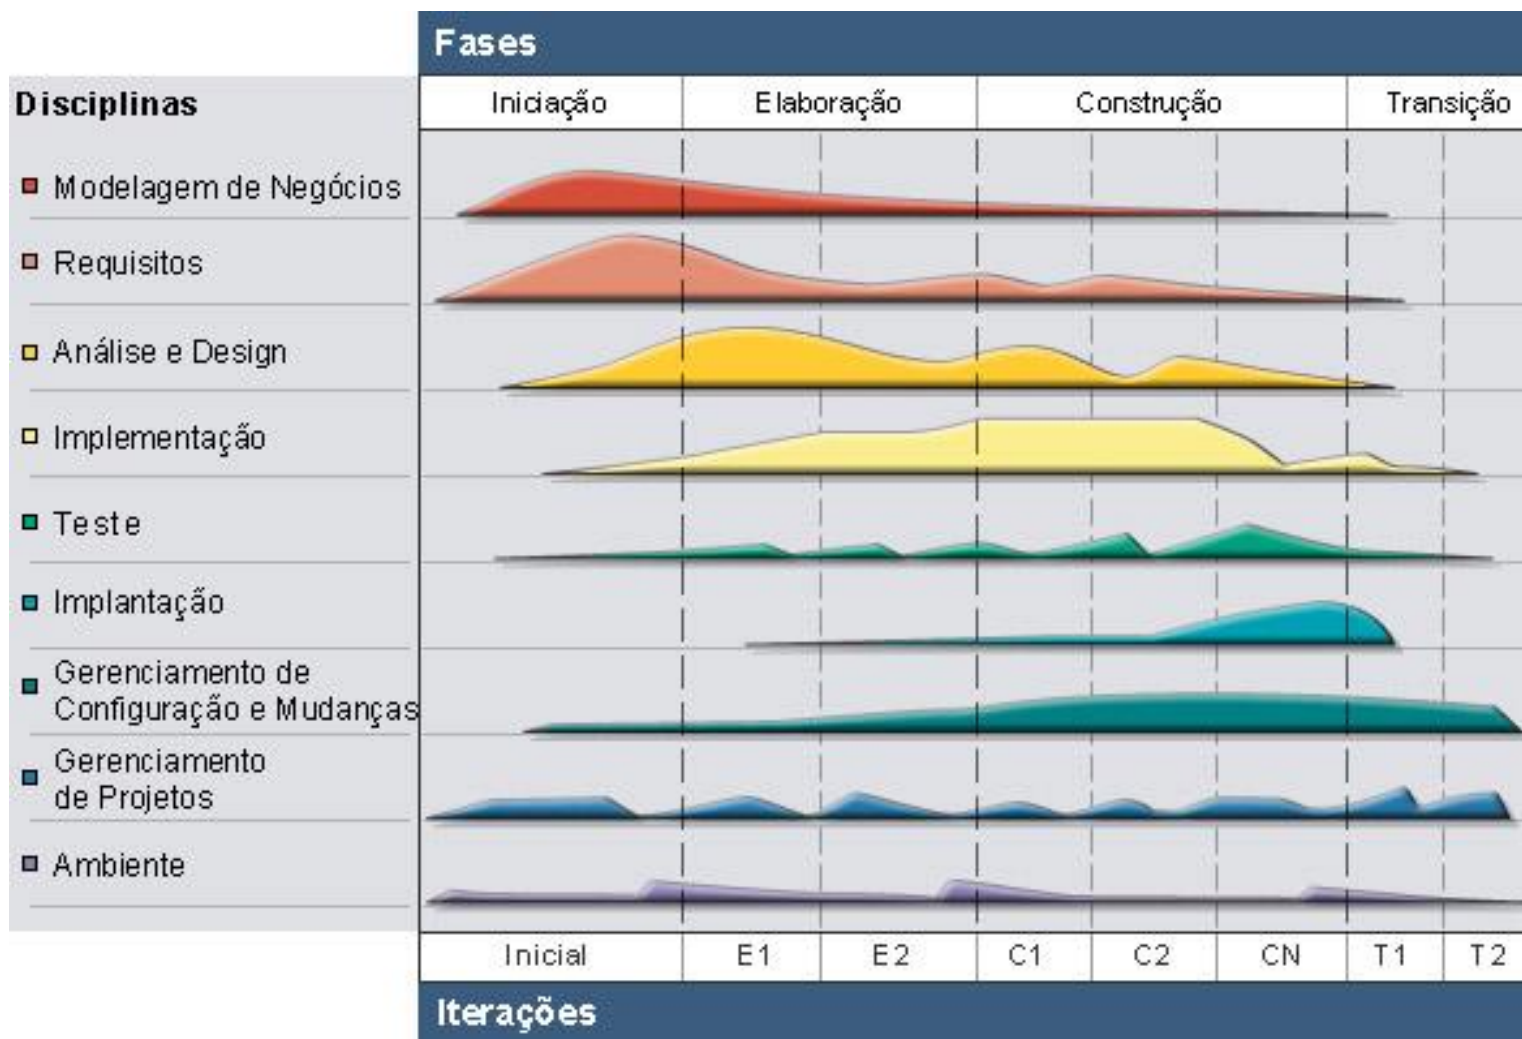 Fases
Disciplinas
Iniciação
Elaboração
Construção
Transição
Modelagem de Negócios
Requisitos
Análise e Design
Implementação
Teste
Implantação
Gerenciamento de
Configuração e Mudanças
Gerenciamento
de Projetos
Ambiente
Inicial
E1
E2
C1
C2
CN
T1
T2
Iterações